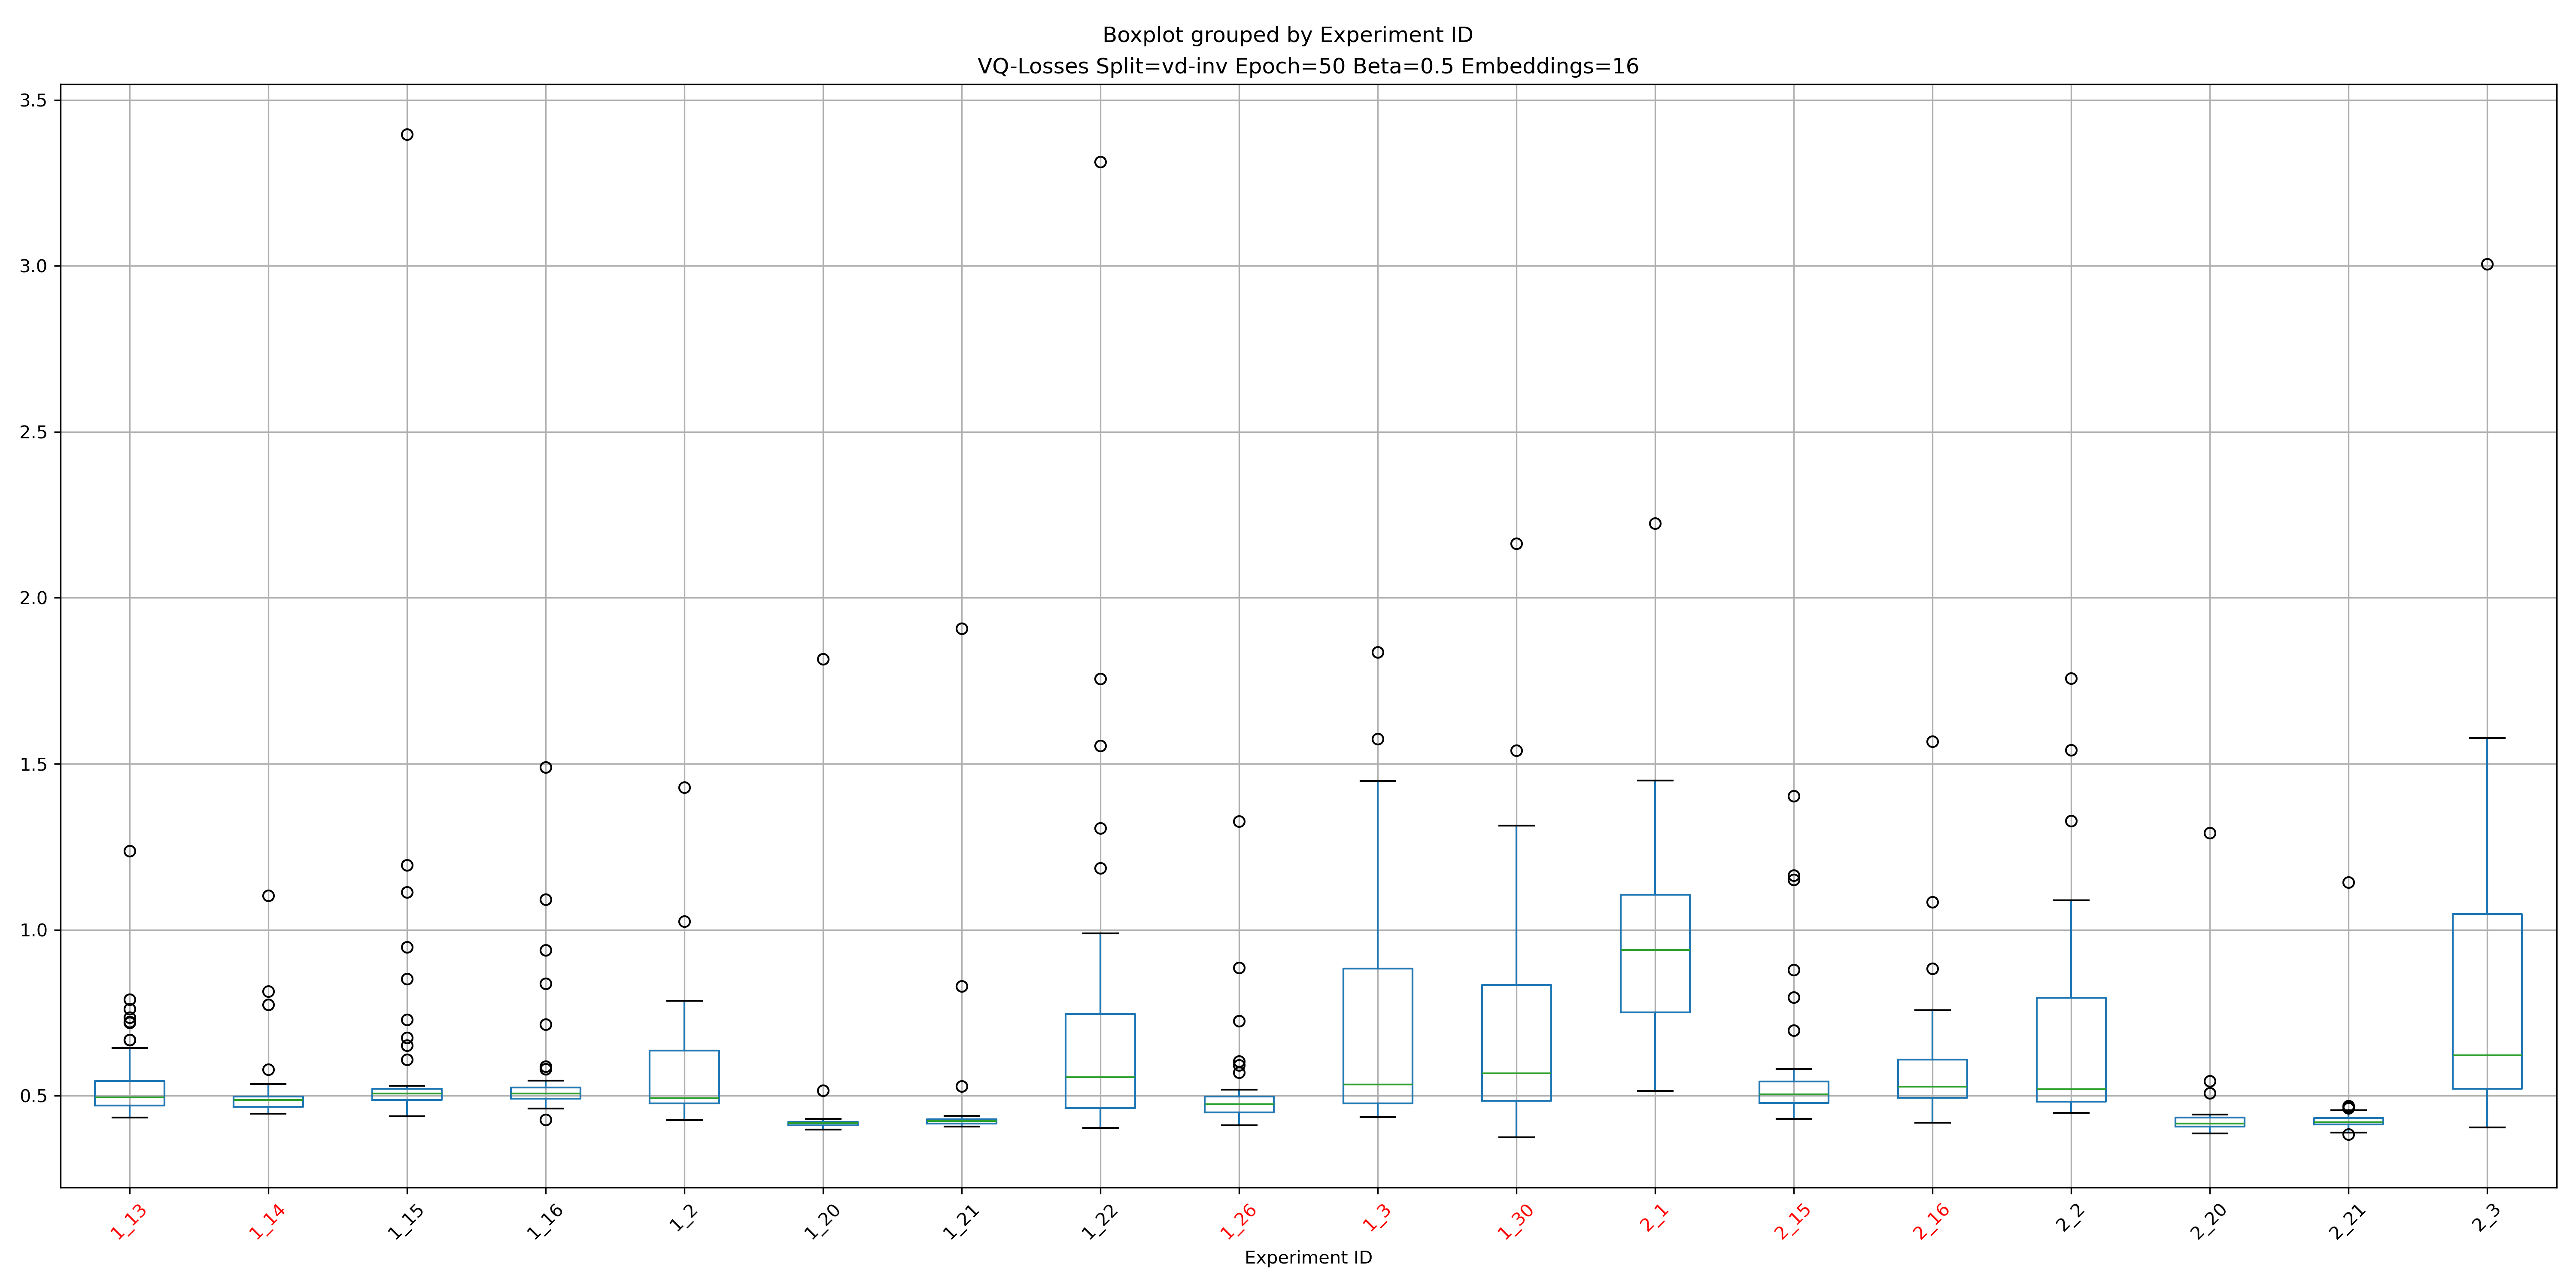 Boxplot grouped by Experiment ID
VQ-Losses Split=vd-inv Epoch=50 Beta=0.5 Embeddings=16
3.5
3.0
2.5
2.0
1.5
1.0
0.5
1_13 1_14 1_15 1_16 1_2 1_20 1_21 1_22 1_26 1_3 1_30 2_1 2_15 2_16 2_2 2_20 2_21 2_3
Experiment ID